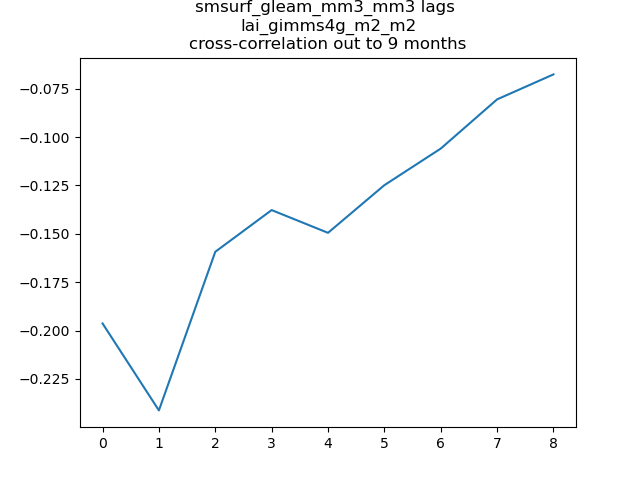 smsurf_gleam_mm3_mm3 lags
lai_gimms4g_m2_m2
cross-correlation out to 9 months
−0.075
−0.100
−0.125
−0.150
−0.175
−0.200
−0.225
0 1 2 3 4 5 6 7 8